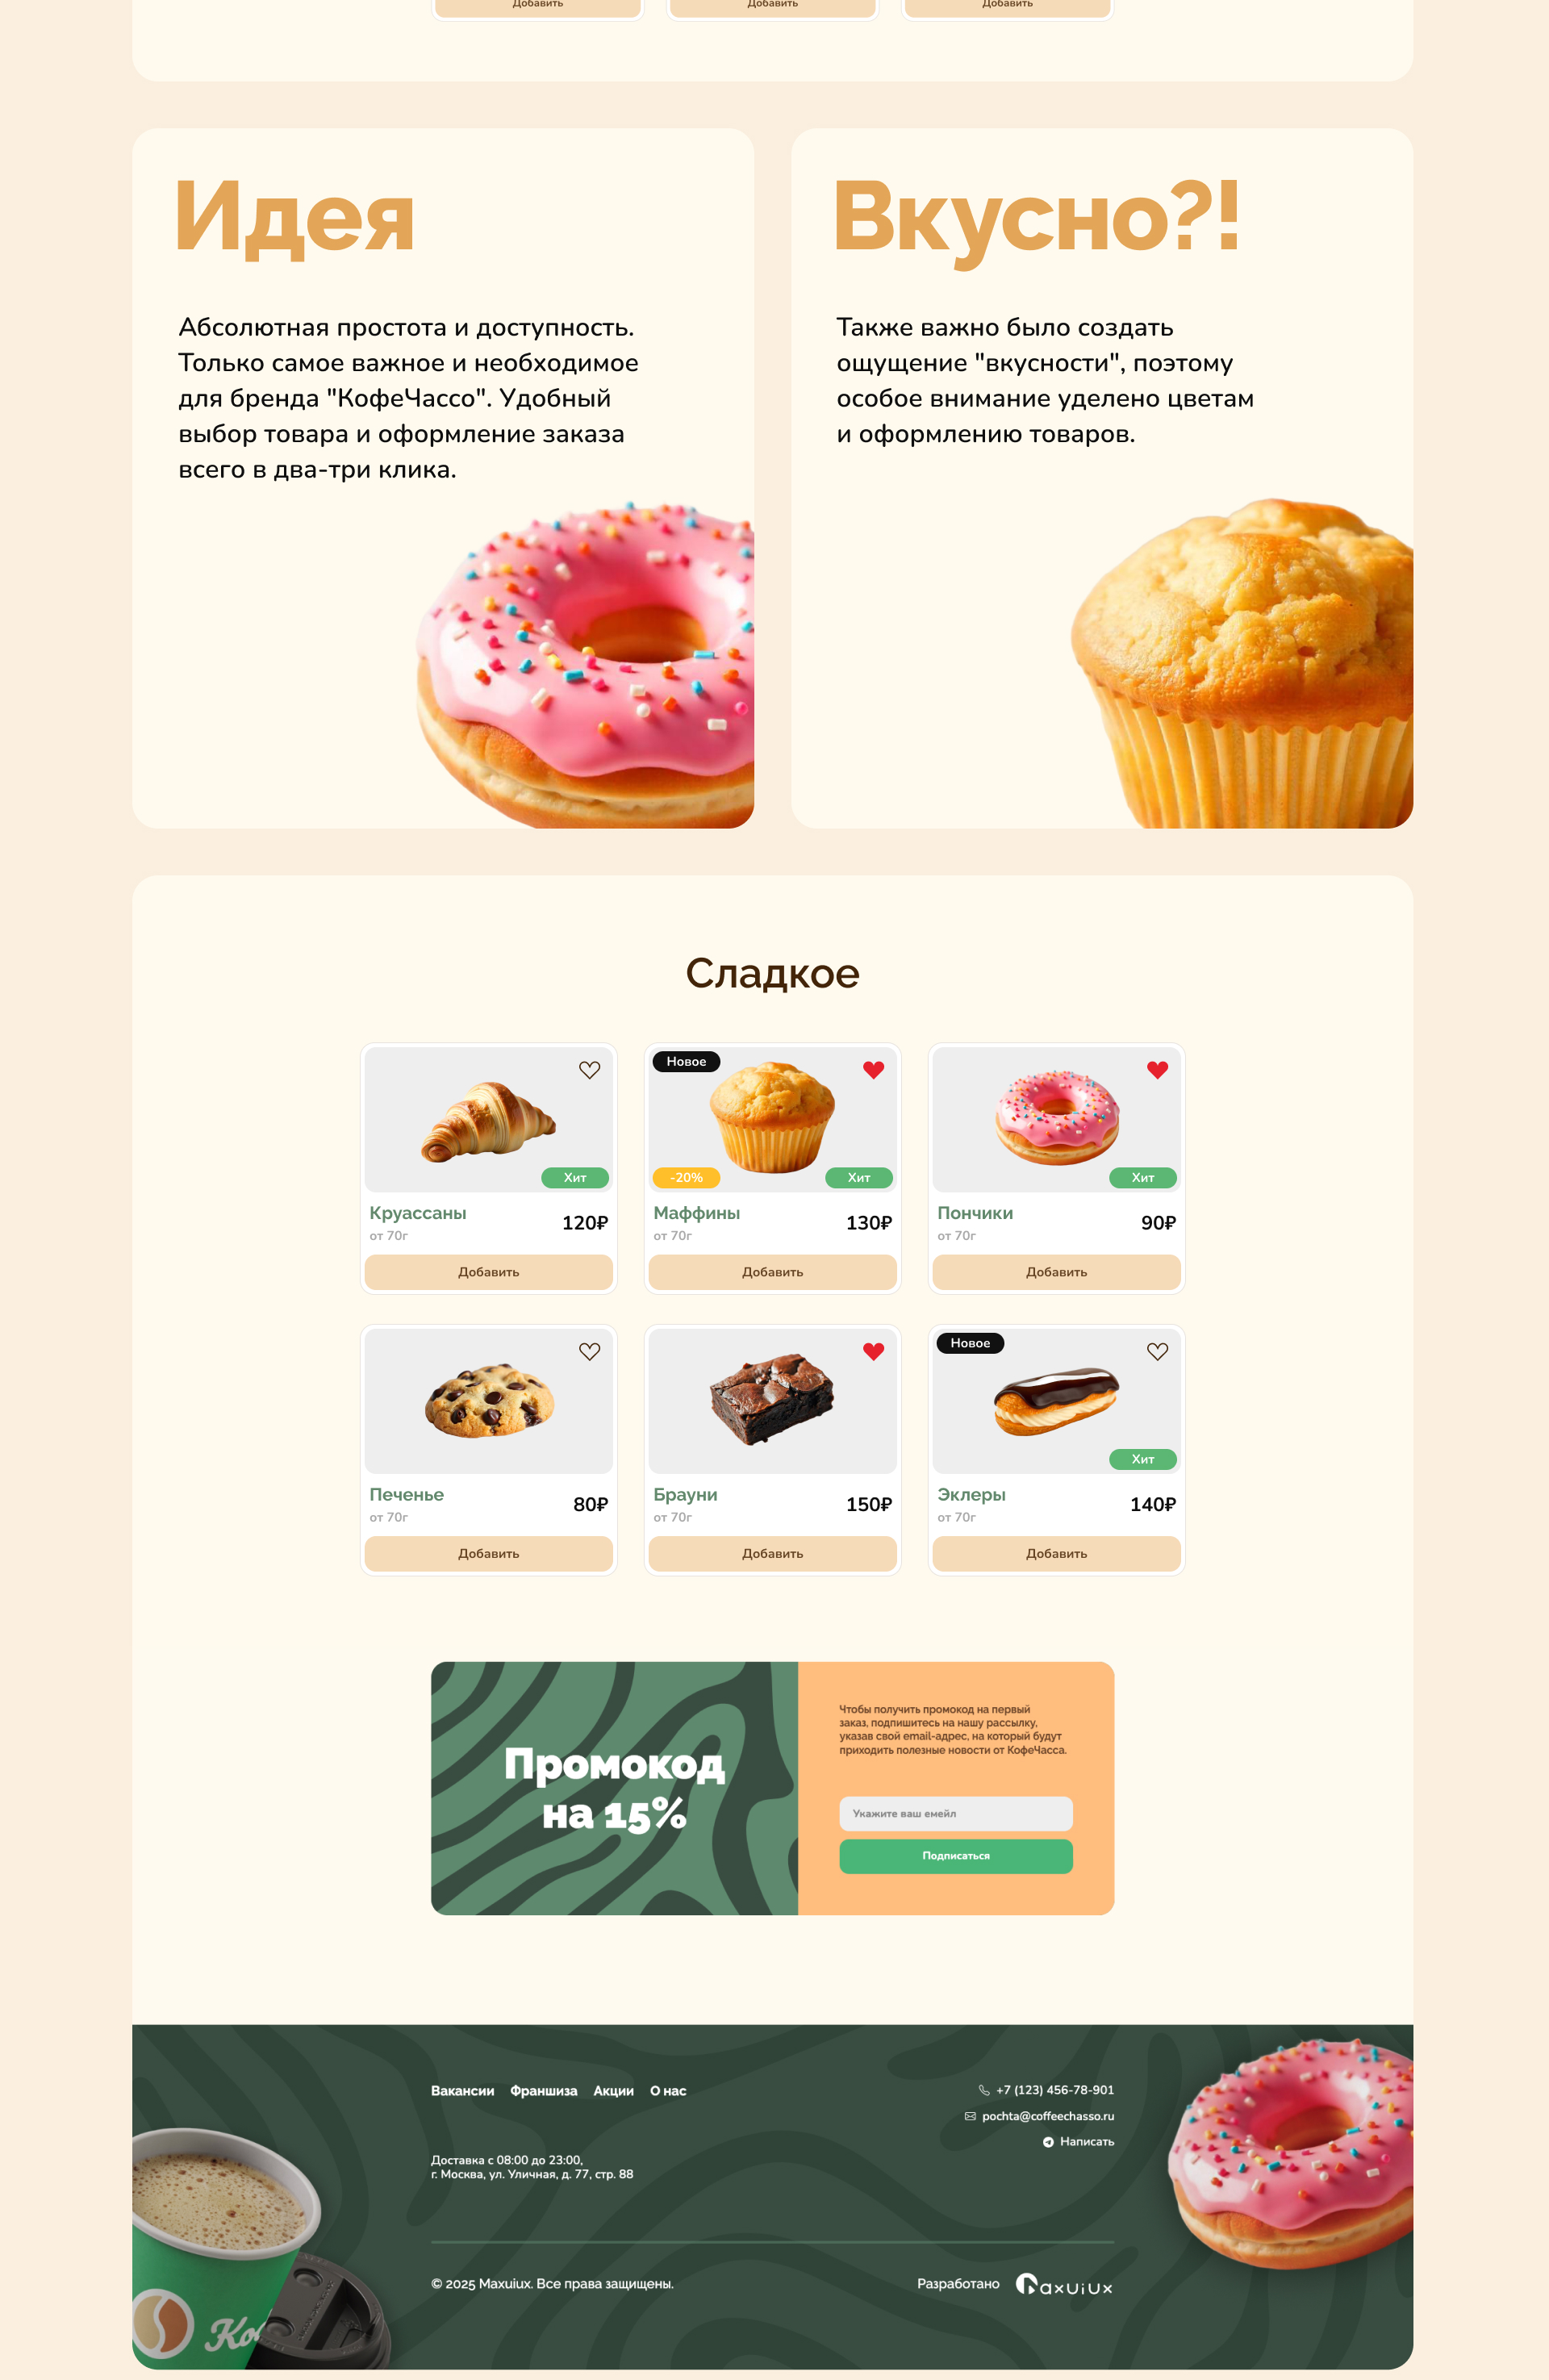 Добавить
Добавить
Добавить
Идея
Абсолютная простота и доступность.
Только самое важное и необходимое
для бренда "КофеЧассо". Удобный
выбор товара и оформление заказа
всего в два-три клика.
Вкусно?!
Также важно было создать
ощущение "вкусности", поэтому
особое внимание уделено цветам
и оформлению товаров.
Сладкое
Хит
Круассаны
от 70г
120₽
Добавить
Новое
-20%
Хит
Маффины
от 70г
130₽
Добавить
Хит
Пончики
от 70г
90₽
Добавить
Печенье
от 70г
80₽
Добавить
Брауни
от 70г
150₽
Добавить
Новое
Хит
Эклеры
от 70г
140₽
Добавить
Промокод
на 15%
Чтобы получить промокод на первый
заказ, подпишитесь на нашу рассылку,
указав свой email-адрес, на который будут
приходить полезные новости от КофеЧасса.
Укажите ваш емейл
Подписаться
Вакансии Франшиза Акции О нас
Доставка с 08:00 до 23:00,
г. Москва, ул. Уличная, д. 77, стр. 88
+7 (123) 456-78-901
pochta@coffeechasso.ru
Написать
© 2025 Maxuiux. Все права защищены.
Разработано maxuiux